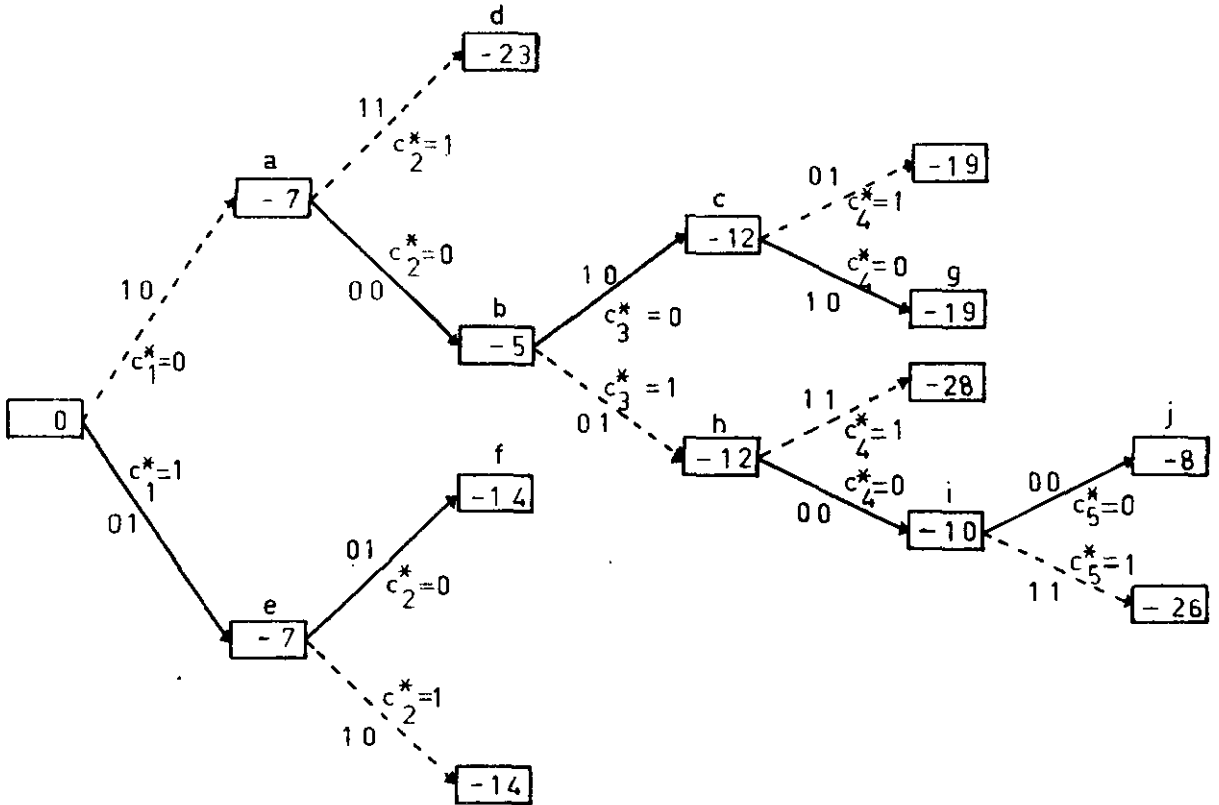 d
-23
11
c*2=1
a
-7
01
c*4=1
-19
c
-12
c*2=0
00
10
c*3=0
c*4=0
10
g
-19
10
c*1=0
b
-5
c*3=1
01
11
c*4=1
-28
0
h
-12
j
-8
c*1=1
01
f
-14
c*4=0
00
i
-10
00
c*5=0
01
c*2=0
c*5=1
11
-26
e
-7
c*2=1
10
-14